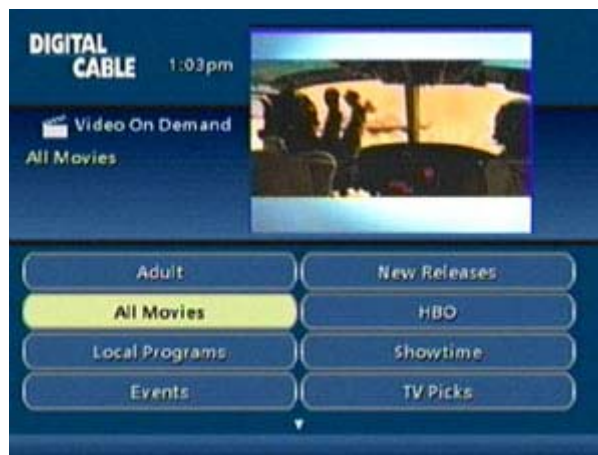 DIGITAL
CABLE
1:03pm
Video On Demand
All Movies
Adult
New Releases
All Movies
HBO
Local Programs
Showtime
Events
TV Picks